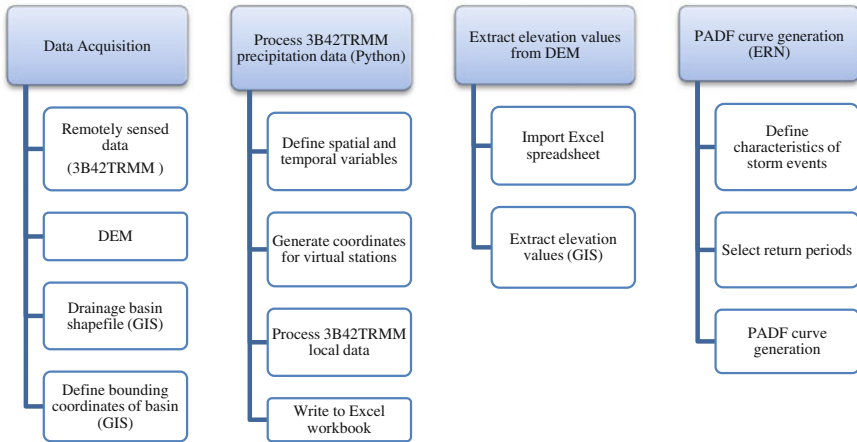 Data Acquisition
Remotely sensed
data
(3B42TRMM )
DEM
Drainage basin
shapefile (GIS)
Define bounding
coordinates of basin
(GIS)
Process 3B42TRMM
precipitation data (Python)
Define spatial and
temporal variables
Generate coordinates
for virtual stations
Process 3B42TRMM
local data
Write to Excel
workbook
Extract elevation values
from DEM
Import Excel
spreadsheet
Extract elevation
values (GIS)
PADF curve generation
(ERN)
Define
characteristics of
storm events
Select return periods
PADF curve
generation